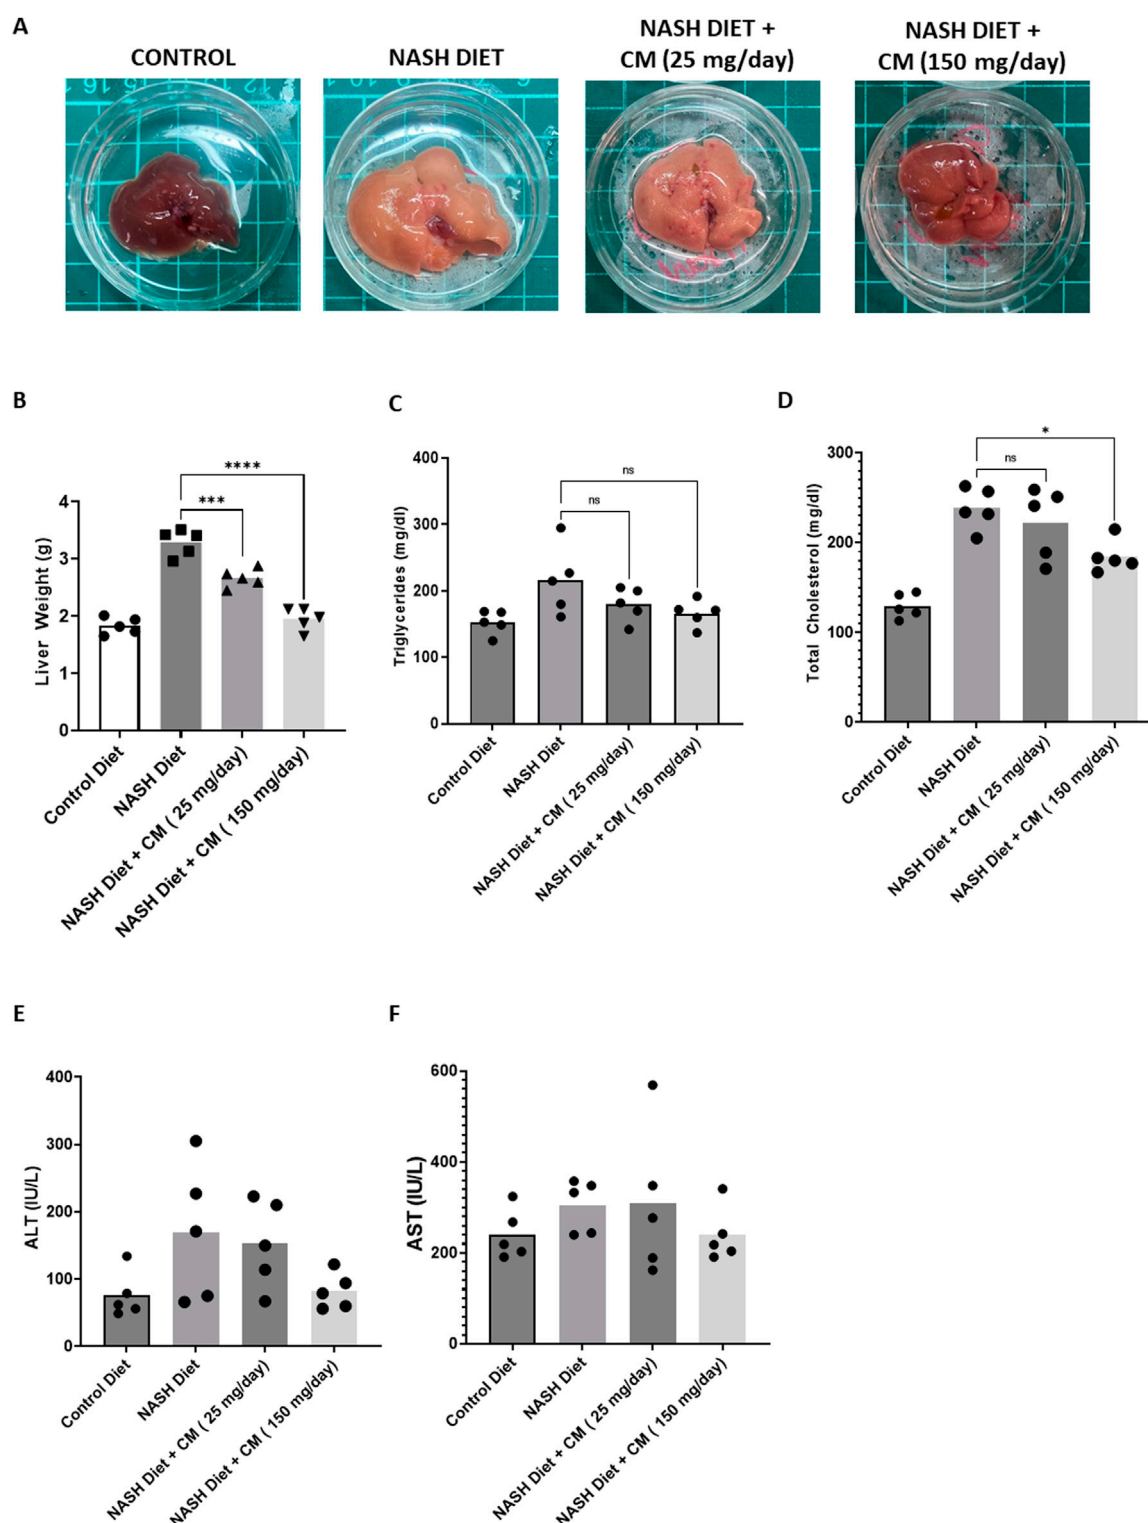 A
CONTROL
NASH DIET
NASH DIET +
CM (25 mg/day)
NASH DIET +
CM (150 mg/day)
16 15
13 12
B
****
***
Liver Weight (g)
4
3
2
1
0
Control Diet
NASH Diet
NASH Diet + CM ( 25 mg/day)
NASH Diet + CM ( 150 mg/day)
C
ns
ns
Triglycerides (mg/dl)
400
300
200
100
0
Control Diet
NASH Diet
NASH Diet + CM ( 25 mg/day)
NASH Diet + CM ( 150 mg/day)
D
*
ns
Total Cholesterol (mg/dl)
300
200
100
0
Control Diet
NASH Diet
NASH Diet + CM ( 25 mg/day)
NASH Diet + CM ( 150 mg/day)
E
ALT (IU/L)
400
300
200
100
0
Control Diet
NASH Diet
NASH Diet + CM ( 25 mg/day)
NASH Diet + CM ( 150 mg/day)
F
AST (IU/L)
600
400
200
0
Control Diet
NASH Diet
NASH Diet + CM ( 25 mg/day)
NASH Diet + CM ( 150 mg/day)